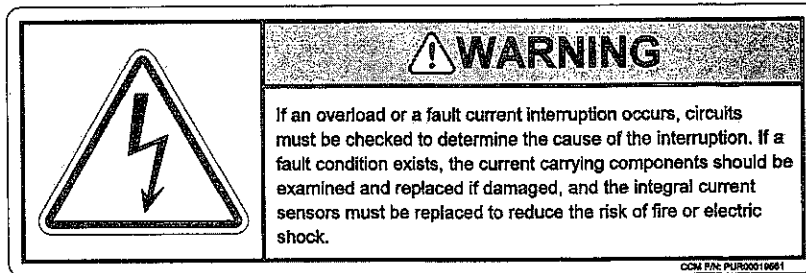 WARNING
If an overload or a fault current interruption occurs, circuits
must be checked to determine the cause of the interruption. If a
fault condition exists, the current carrying components should be
examined and replaced if damaged, and the integral current
sensors must be replaced to reduce the risk of fire or electric
shock.
CCM P/N: PUR00019561